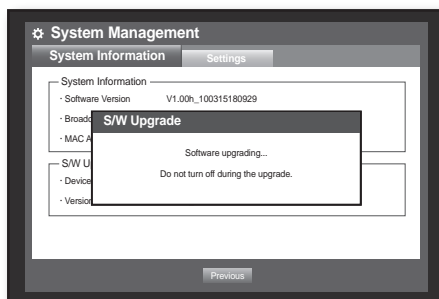 System Management
System Information Settings
System Information
· Software Version V1.00h_100315180929
· Broadc
S/W Upgrade
· MAC A
Software upgrading...
S/W U
Do not turn off during the upgrade.
· Device
· Version
Previous